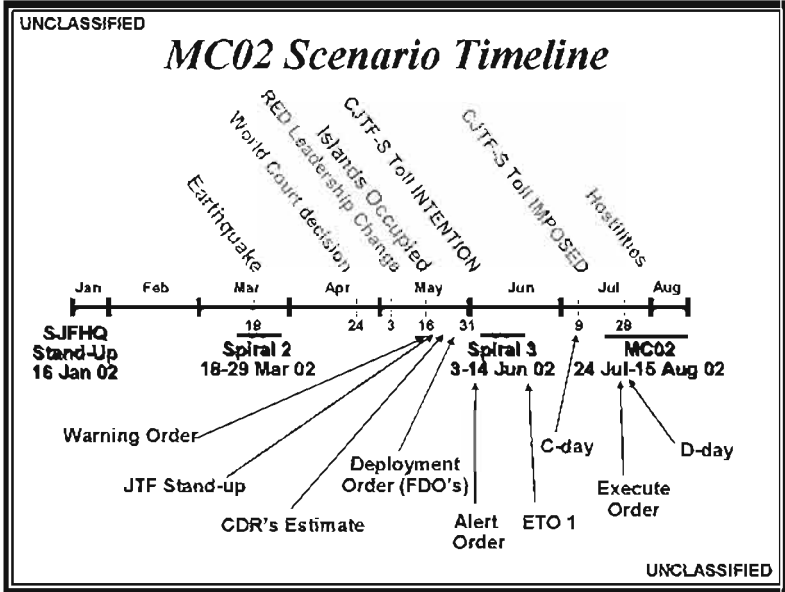 UNCLASSIFIED
MC02 Scenario Timeline
Earthquake
World Court decision
RED Leadership Change
Islands Occupied
CJTF-S Toll INTENTION
CJTF-S Toll IMPOSED
Hostilities
Jan Feb Mar Apr May Jun Jul Aug
18 24 3 16 31 9 28
SJFHQ
Stand-Up
16 Jan 02
Spiral 2
18-29 Mar 02
Spiral 3
3-14 Jun 02
MC02
24 Jul-15 Aug 02
Warning Order
JTF Stand-up
CDR's Estimate
Deployment
Order (FDO's)
Alert
Order
ETO 1
C-day
Execute
Order
D-day
UNCLASSIFIED